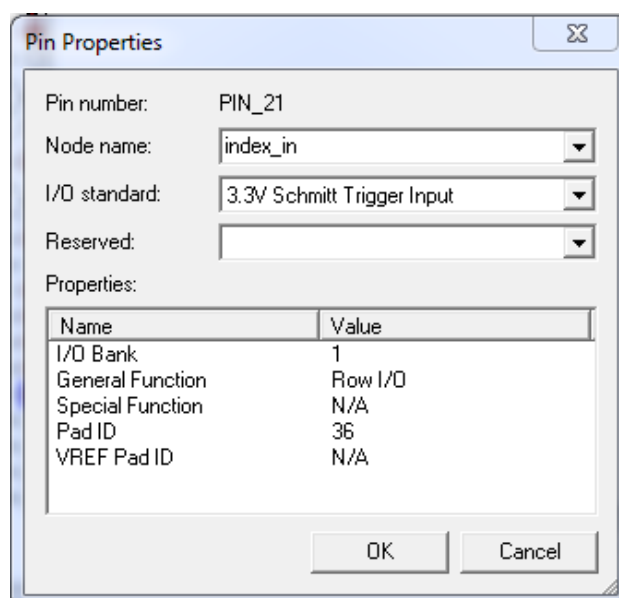 Pin Properties
Pin number: PIN_21
Node name: index_in
I/O standard: 3.3V Schmitt Trigger Input
Reserved:
Properties:
Name Value
I/O Bank 1
General Function Row I/O
Special Function N/A
Pad ID 36
VREF Pad ID N/A
OK Cancel